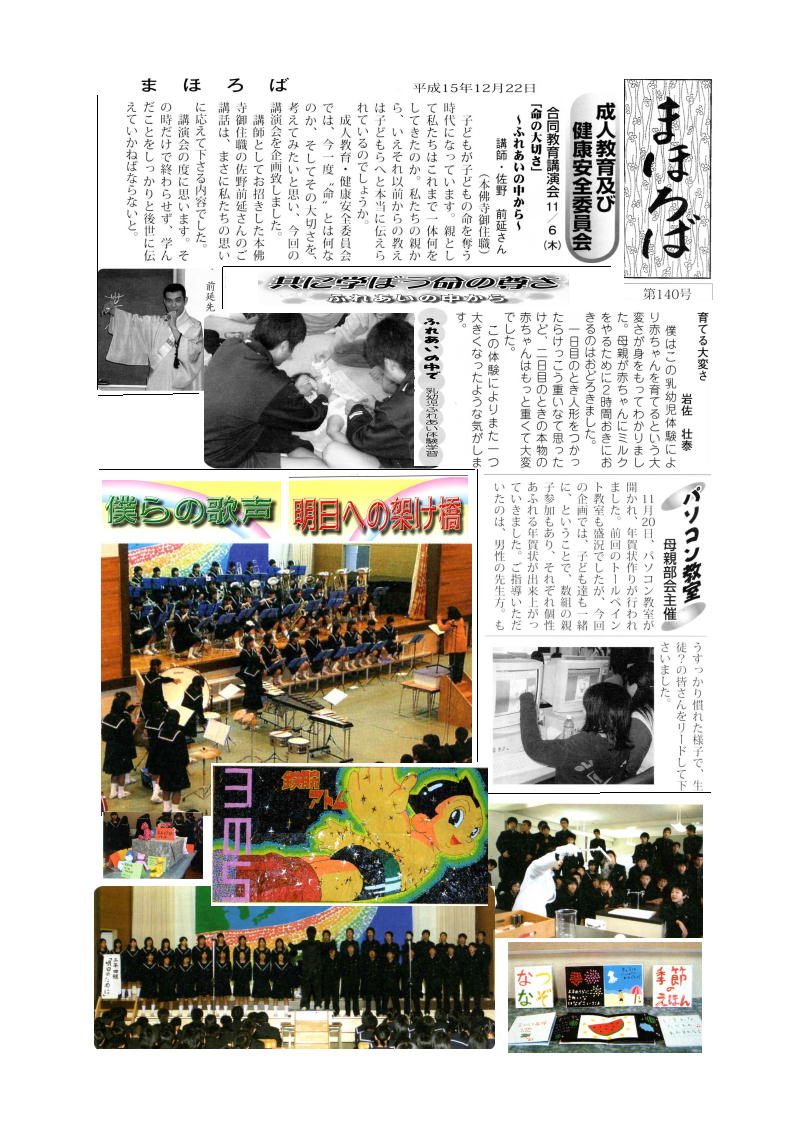 まほろば
平成15年12月22日
まほろば
第140号
成人教育及び
健康安全委員会
合同教育講演会11/6(木)
「命の大切さ」
～ふれあいの中から～
講師・佐野 前延さん
(本佛寺御住職)
子どもが子どもの命を奪う
時代になっています。親とし
て私たちはこれまで一体何を
してきたのか。私たちの親か
ら、いえそれ以前からの教え
は子どもらへと本当に伝えら
れているのでしょうか。
成人教育・健康安全委員会
では、今一度〝命〟とは何な
のか、そしてその大切さを、
考えてみたいと思い、今回の
講演会を企画致しました。
講師としてお招きした本佛
寺御住職の佐野前延さんのご
講話は、まさに私たちの思い
に応えて下さる内容でした。
講演会の度に思います。そ
の時だけで終わらせず、学ん
だことをしっかりと後世に伝
えていかねばならないと。
前延先
共に学ぼう命の尊さ
ふれあいの中から
ふれあいの中で
乳幼児ふれあい体験学習
育てる大変さ
岩佐 壮泰
僕はこの乳幼児体験によ
り赤ちゃんを育てるという大
変さが身をもってわかりまし
た。母親が赤ちゃんにミルク
をやるために2時間おきにお
きるのはおどろきました。
一日目のとき人形をつかっ
たらけっこう重いなて思った
けど、二日目のときの本物の
赤ちゃんはもっと重くて大変
でした。
この体験によりまた一つ
大きくなったような気がしま
す。
パソコン教室
母親部会主催
11月20日、パソコン教室が
開かれ、年賀状作りが行われ
ました。前回のトールペイン
ト教室も盛況でしたが、今回
の企画では、子ども達も一緒
に、ということで、数組の親
子参加もあり、それぞれ個性
あふれる年賀状が出来上がっ
ていきました。ご指導いただ
いたのは、男性の先生方。も
うすっかり慣れた様子で、生
徒?の皆さんをリードして下
さいました。
僕らの歌声
明日への架け橋
鉄腕
アトム
三年四組
「明日のために」
なつ
なぞ
季節
の
えほん